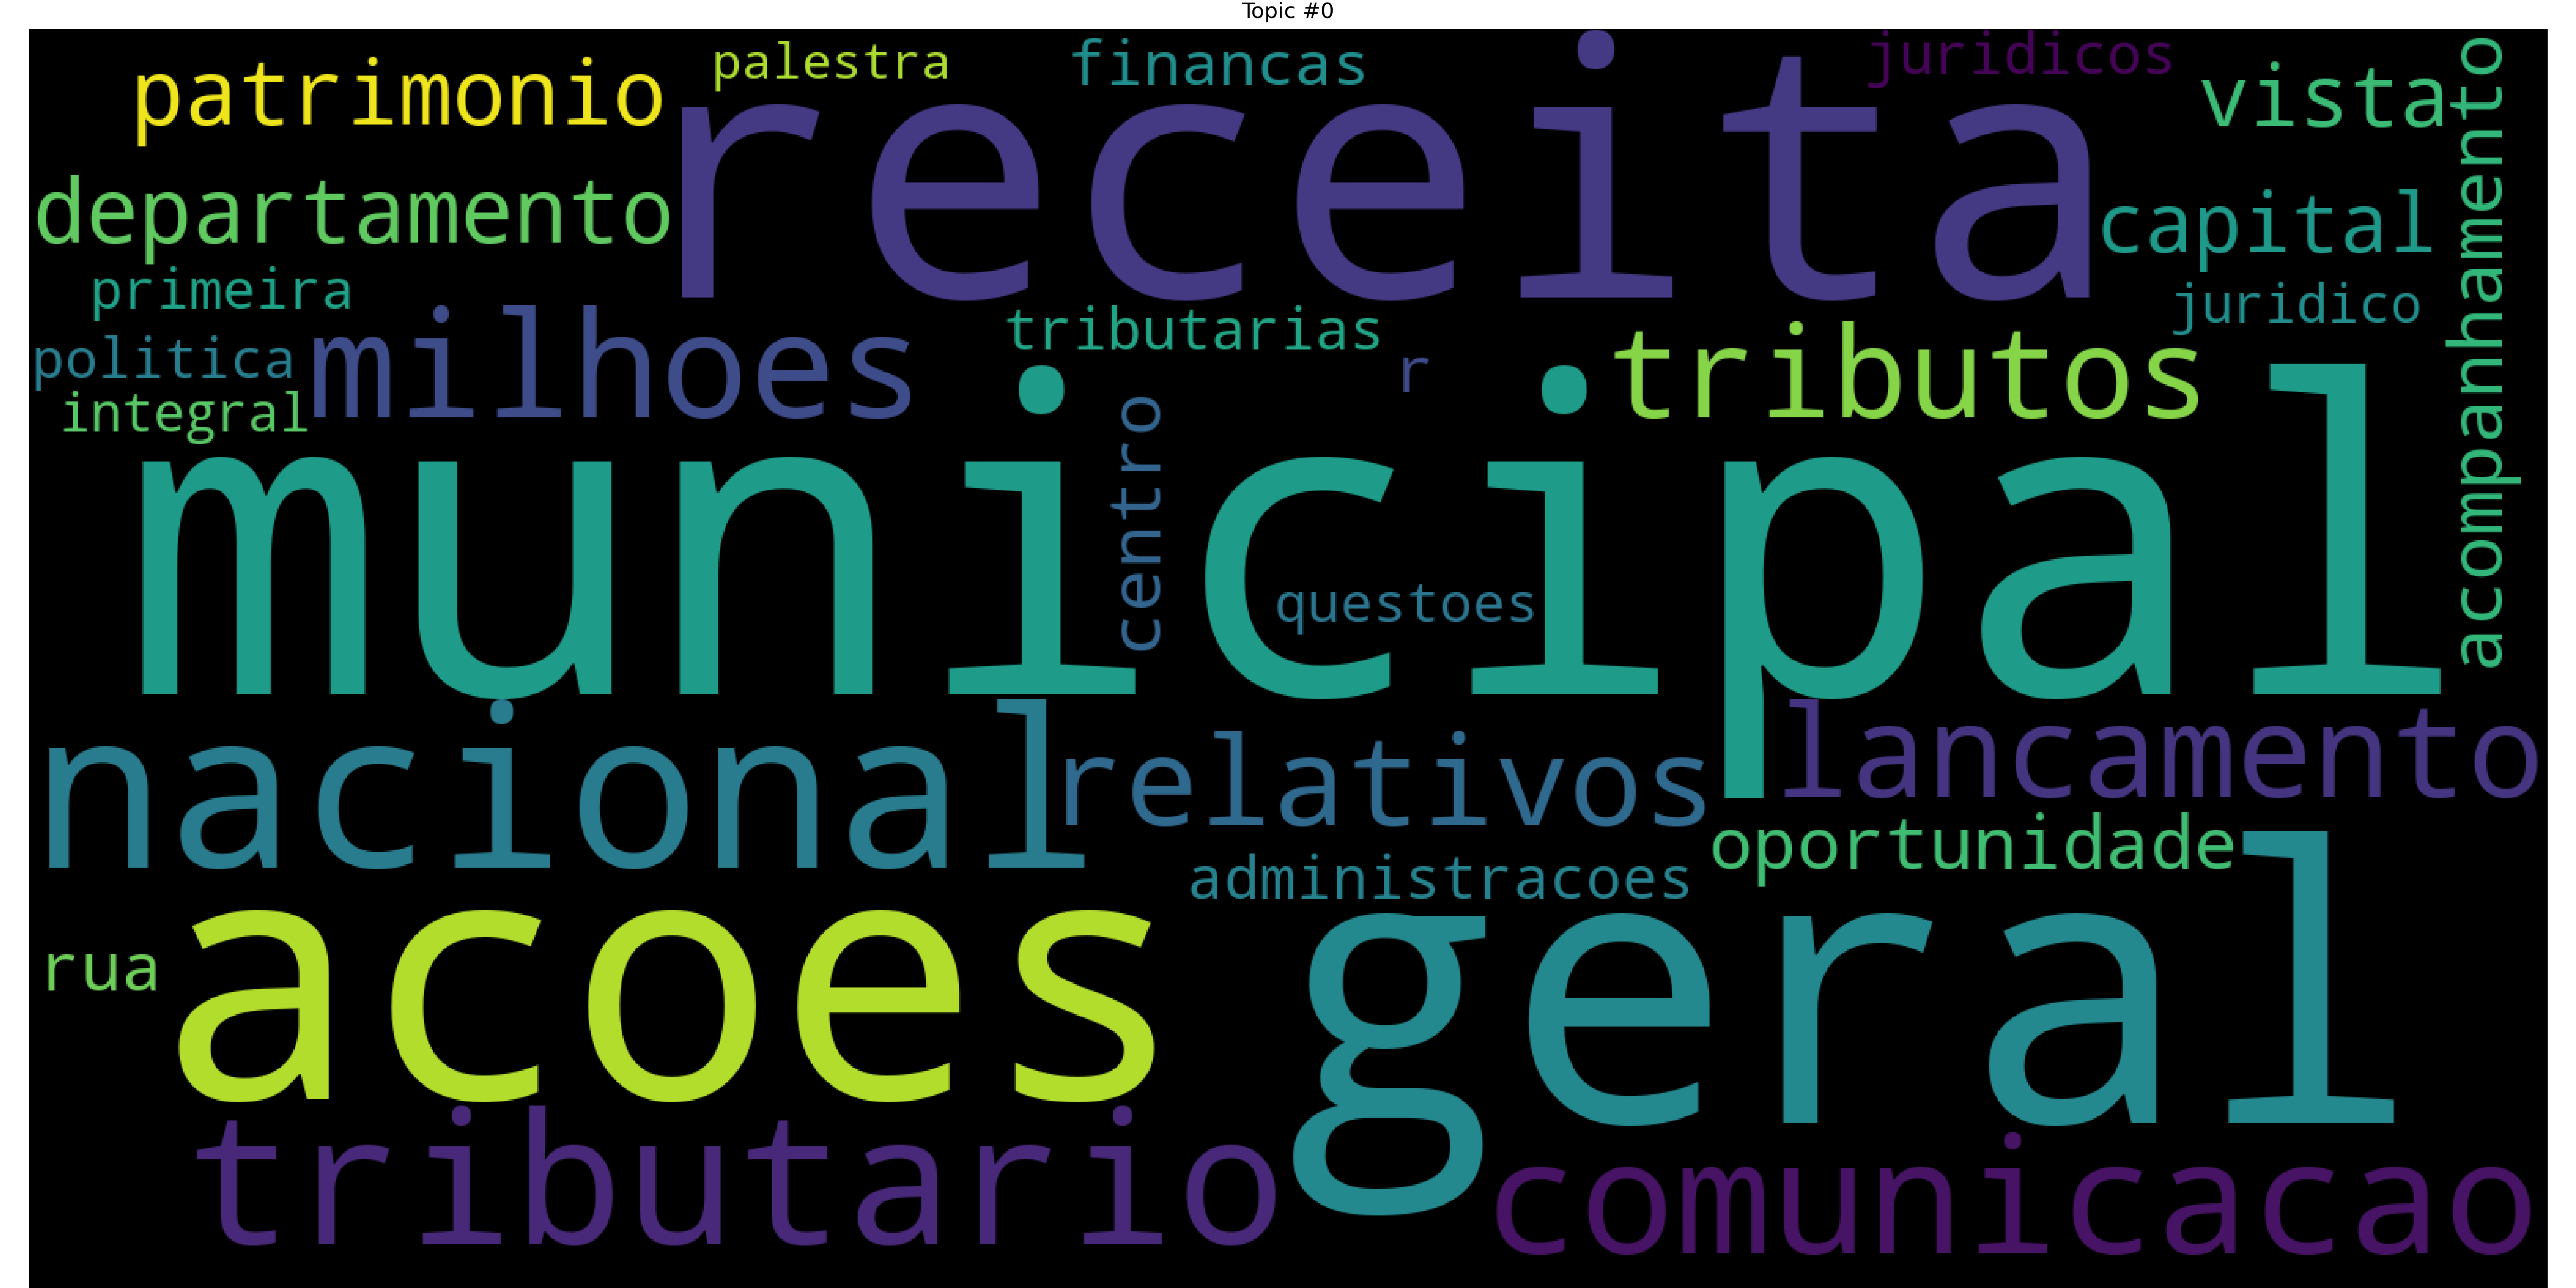 Topic #0
patrimonio
palestra
financas
juridicos
vista
receita
departamento
capital
acompanhamento
primeira
juridico
milhoes
tributarias
tributos
politica
r
integral
centro
municipal
questoes
nacional
relativos
lancamento
oportunidade
administracoes
rua
acoes
geral
tributario
comunicacao